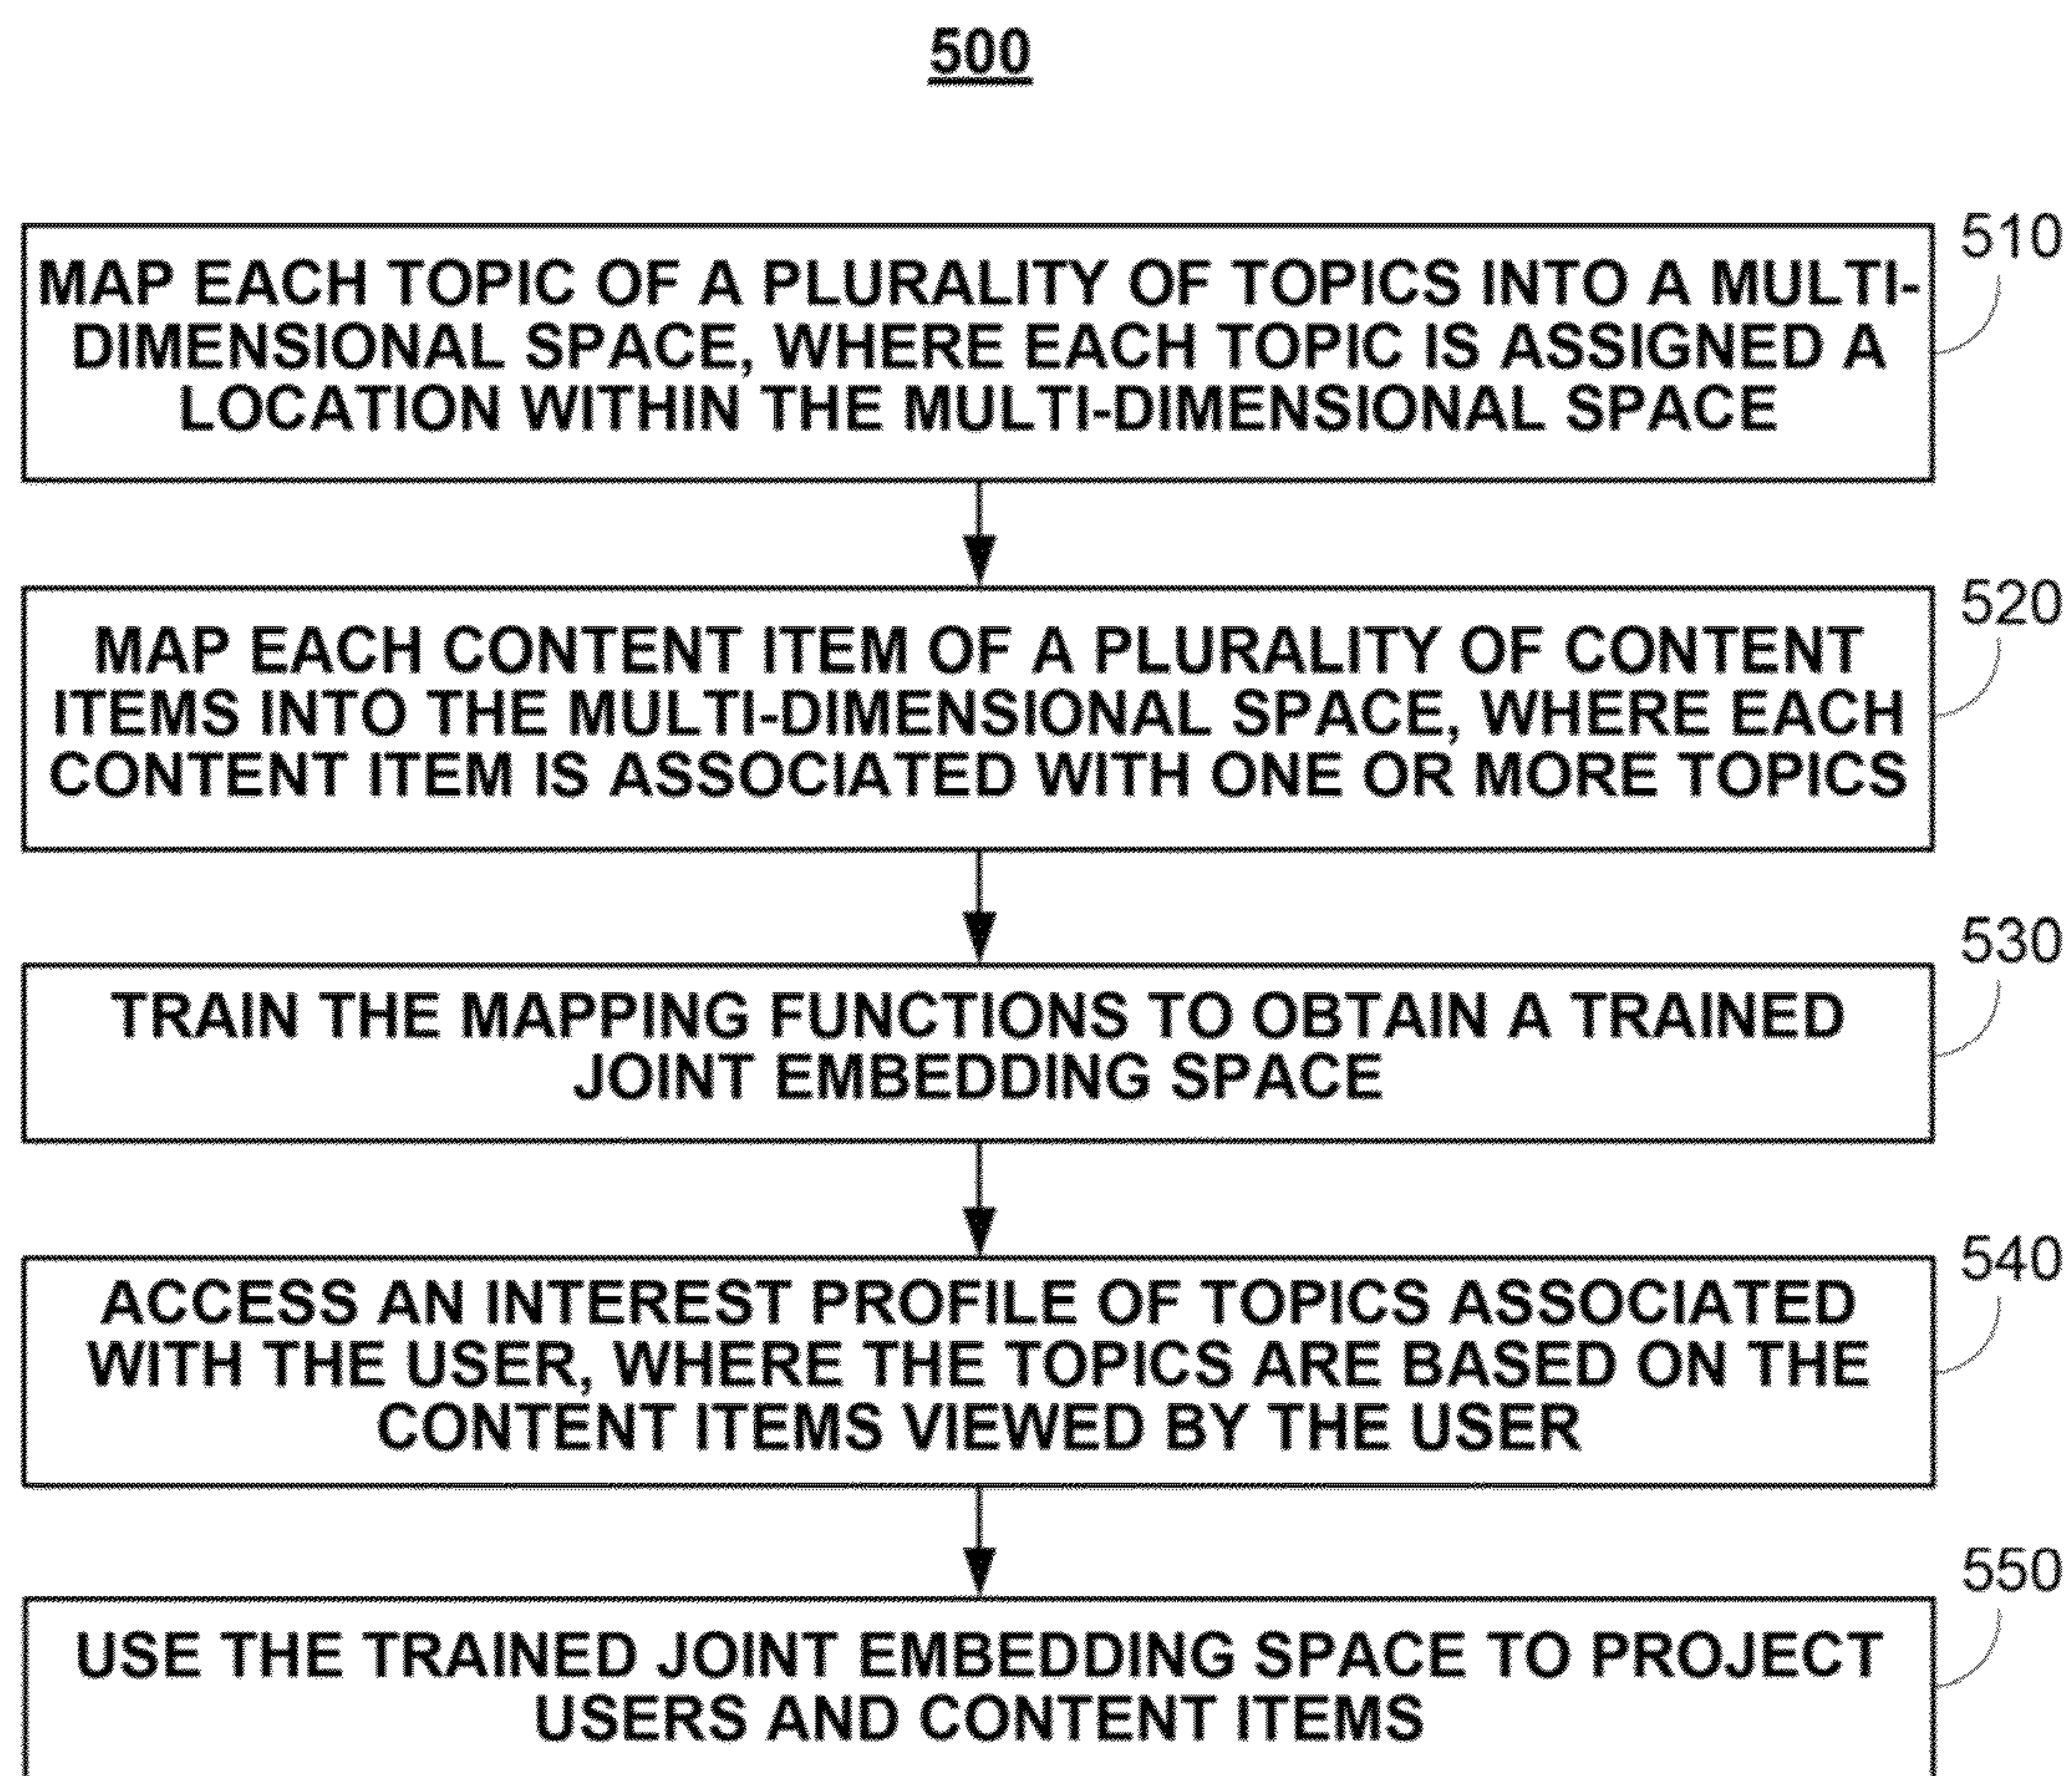 500
510
MAP EACH TOPIC OF A PLURALITY OF TOPICS INTO A MULTI-
DIMENSIONAL SPACE, WHERE EACH TOPIC IS ASSIGNED A
LOCATION WITHIN THE MULTI-DIMENSIONAL SPACE
520
MAP EACH CONTENT ITEM OF A PLURALITY OF CONTENT
ITEMS INTO THE MULTI-DIMENSIONAL SPACE, WHERE EACH
CONTENT ITEM IS ASSOCIATED WITH ONE OR MORE TOPICS
530
TRAIN THE MAPPING FUNCTIONS TO OBTAIN A TRAINED
JOINT EMBEDDING SPACE
540
ACCESS AN INTEREST PROFILE OF TOPICS ASSOCIATED
WITH THE USER, WHERE THE TOPICS ARE BASED ON THE
CONTENT ITEMS VIEWED BY THE USER
550
USE THE TRAINED JOINT EMBEDDING SPACE TO PROJECT
USERS AND CONTENT ITEMS